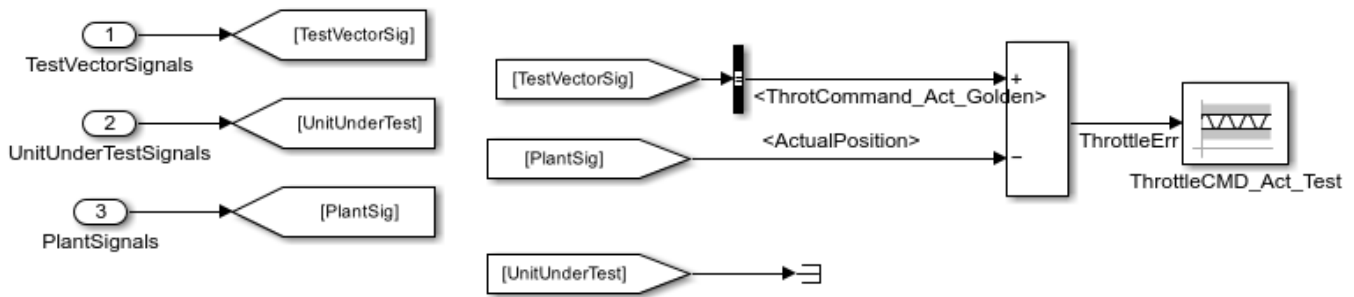 1
[TestVectorSig]
TestVectorSignals
2
[UnitUnderTest]
UnitUnderTestSignals
3
[PlantSig]
PlantSignals
[TestVectorSig]
<ThrotCommand_Act_Golden>
+
[PlantSig]
<ActualPosition>
−
ThrottleErr
ThrottleCMD_Act_Test
[UnitUnderTest]